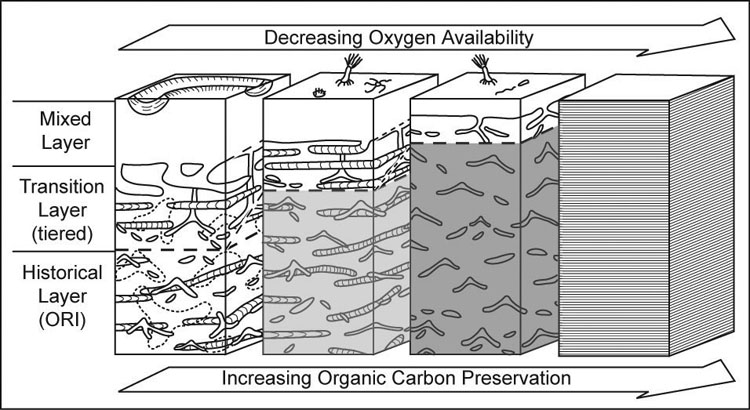 Decreasing Oxygen Availability
Mixed
Layer
Transition
Layer
(tiered)
Historical
Layer
(ORI)
Increasing Organic Carbon Preservation